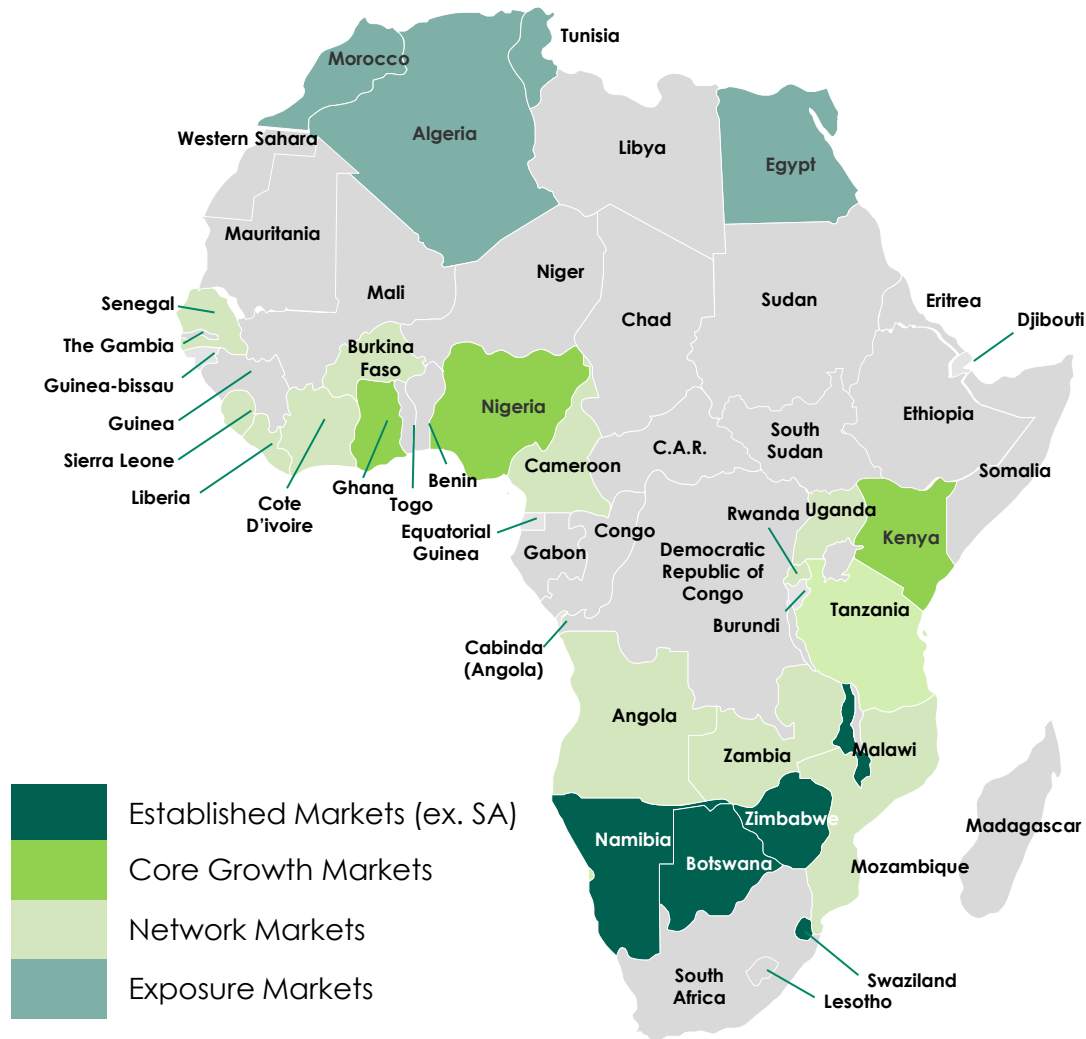 Tunisia
Morocco
Algeria
Western Sahara
Libya
Egypt
Mauritania
Niger
Mali
Sudan
Senegal
Eritrea
Chad
Djibouti
The Gambia
Burkina
Faso
Guinea-bissau
Nigeria
Ethiopia
Guinea
South
Sudan
C.A.R.
Sierra Leone
Cameroon
Somalia
Liberia
Ghana
Benin
Togo
Cote
D'ivoire
Equatorial
Guinea
Congo
Gabon
Rwanda
Uganda
Kenya
Democratic
Republic of
Congo
Tanzania
Burundi
Cabinda
(Angola)
Angola
Zambia
Malawi
Zimbabwe
Madagascar
Namibia
Botswana
Mozambique
South
Africa
Swaziland
Lesotho
Established Markets (ex. SA)
Core Growth Markets
Network Markets
Exposure Markets